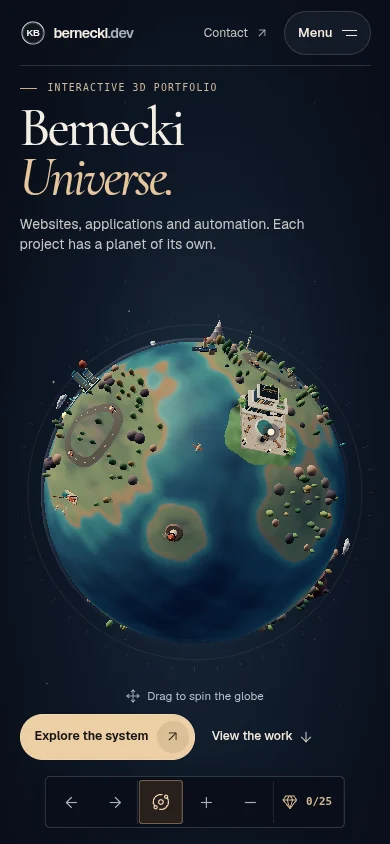 KB bernecki.dev Contact Menu
INTERACTIVE 3D PORTFOLIO
Bernecki
Universe.
Websites, applications and automation. Each
project has a planet of its own.
Drag to spin the globe
Explore the system View the work
0/25